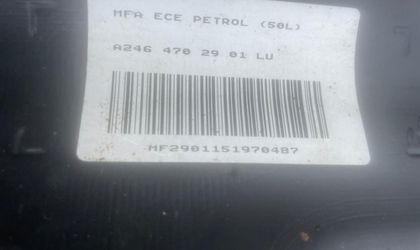 MFA ECE PETROL (50L)
A246 470 29 01 LU
MF2901151970487